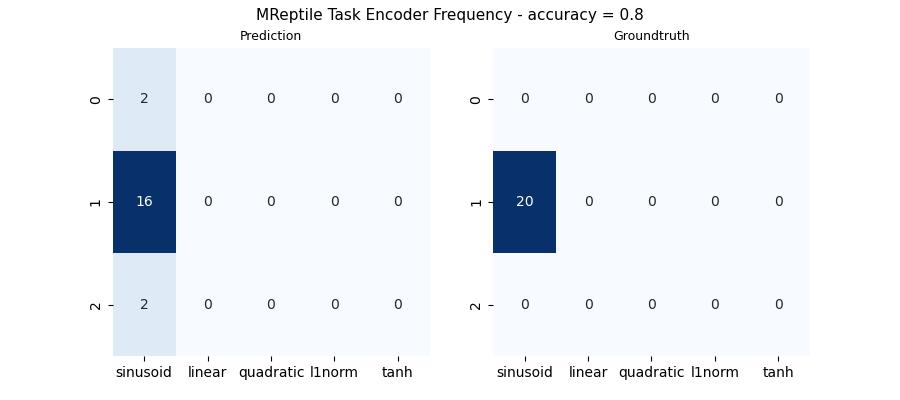 MReptile Task Encoder Frequency - accuracy = 0.8
Prediction
Groundtruth
0 2 0 0 0 0
0 0 0 0 0 0
1 16 0 0 0 0
1 20 0 0 0 0
2 2 0 0 0 0
2 0 0 0 0 0
sinusoid linear quadratic l1norm tanh
sinusoid linear quadratic l1norm tanh